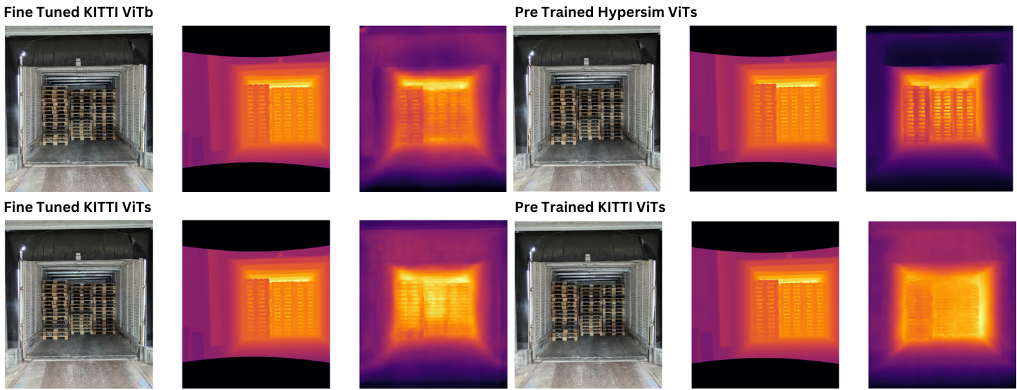 Fine Tuned KITTI ViTb
Pre Trained Hypersim ViTs
Fine Tuned KITTI ViTs
Pre Trained KITTI ViTs